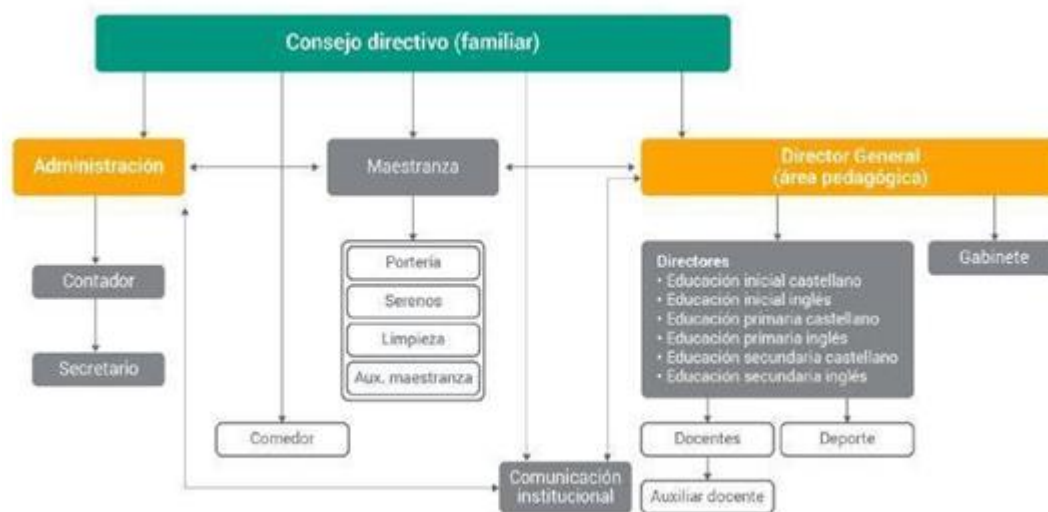 Consejo directivo (familiar)
Administración
Maestranza
Director General
(área pedagógica)
Contador
Secretario
Portería
Serenos
Limpieza
Aux. maestranza
Comedor
Comunicación
institucional
Directores
• Educación inicial castellano
• Educación inicial inglés
• Educación primaria castellano
• Educación primaria inglés
• Educación secundaria castellano
• Educación secundaria inglés
Gabinete
Docentes
Deporte
Auxiliar docente